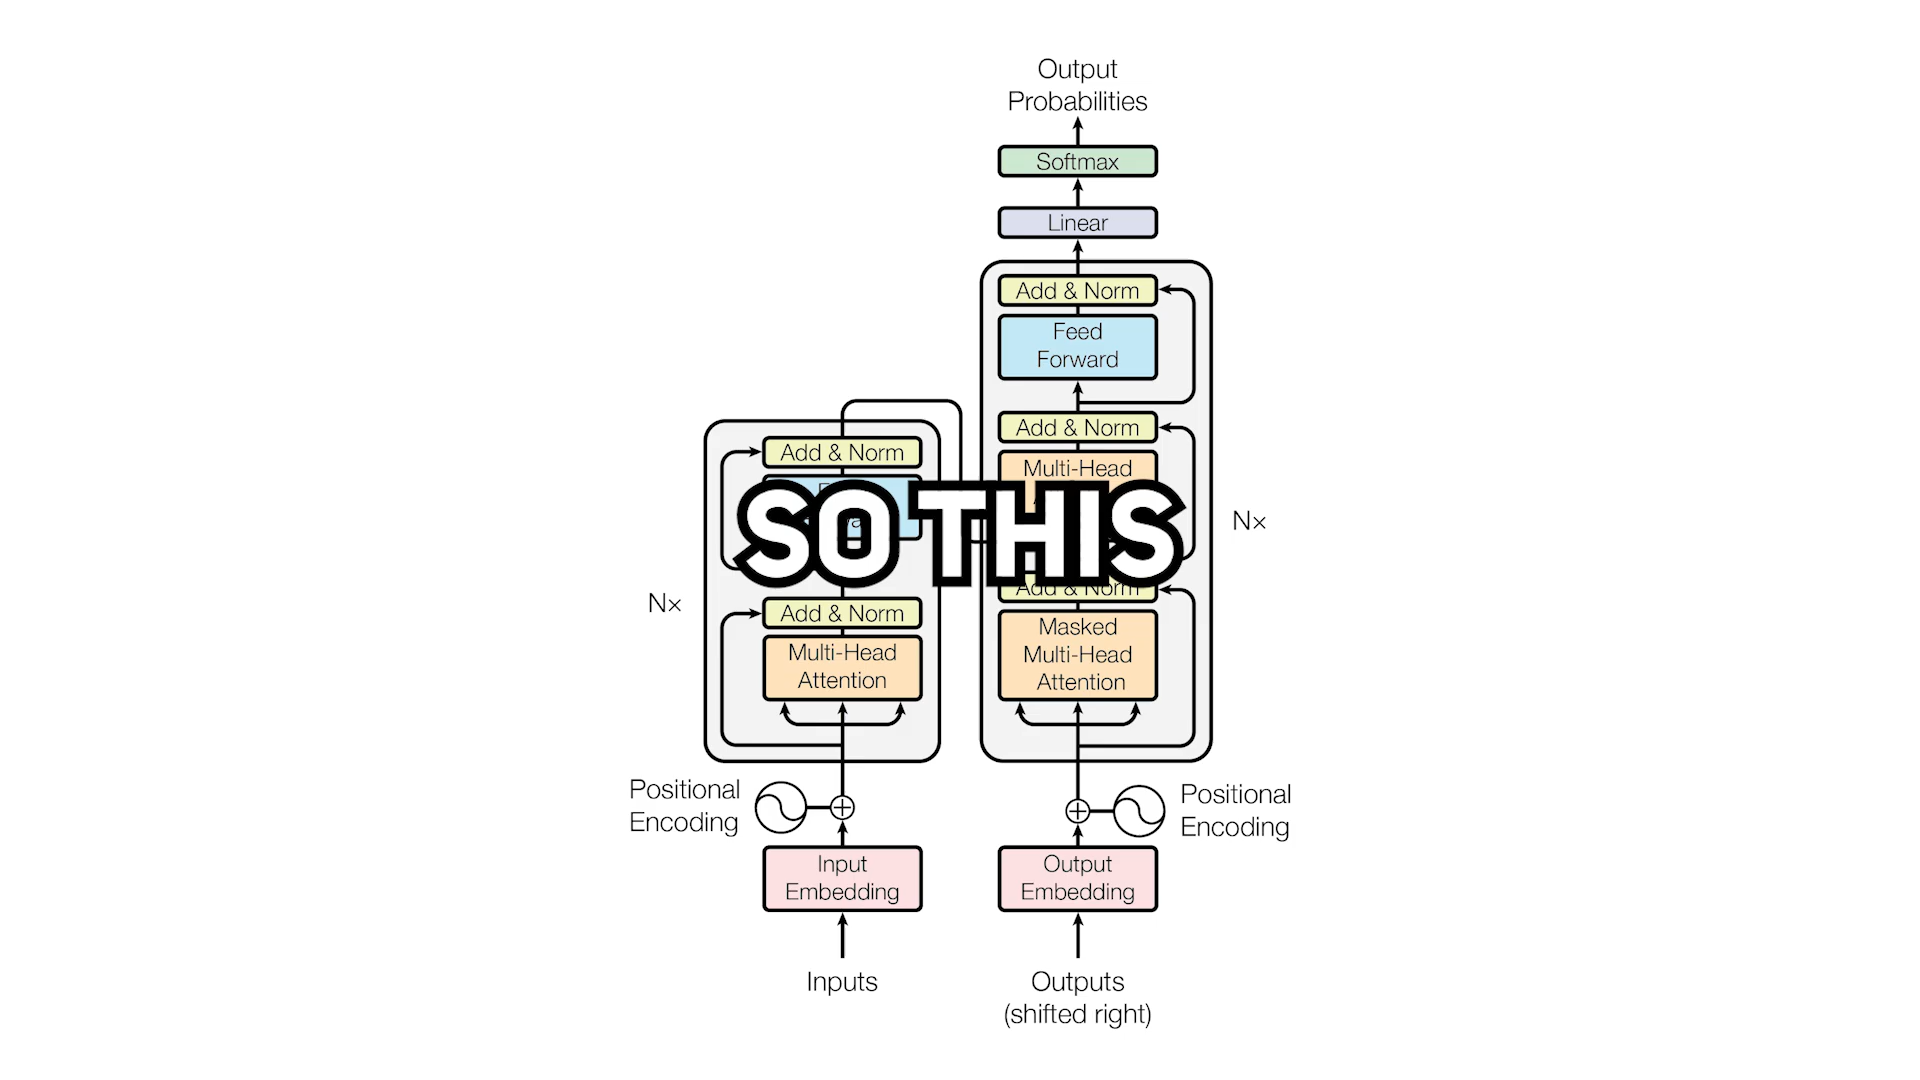 Output
Probabilities
Softmax
Linear
Add & Norm
Feed
Forward
Add & Norm
Multi-Head
Add & Norm
SO THIS
Nx
Add & Norm
Nx
Add & Norm
Multi-Head
Attention
Masked
Multi-Head
Attention
Positional
Encoding
Positional
Encoding
Input
Embedding
Output
Embedding
Inputs
Outputs
(shifted right)